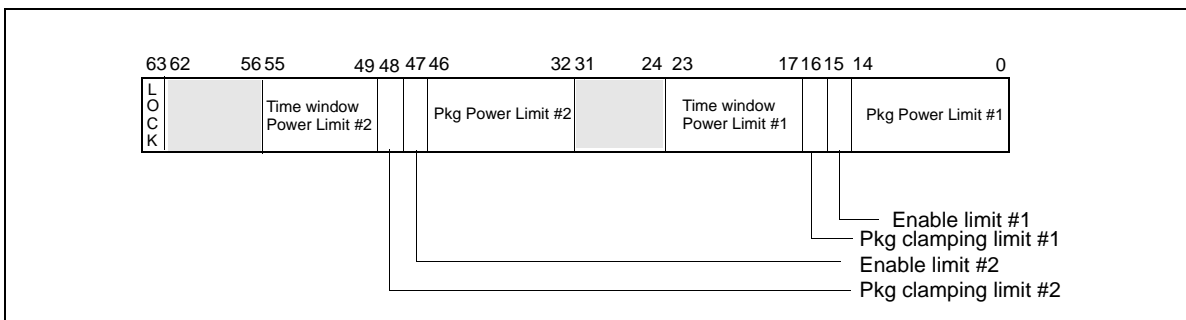 63 62 56 55 49 48 47 46 32 31 24 23 17 16 15 14 0
L
O
C
K
Time window
Power Limit #2
Pkg Power Limit #2
Time window
Power Limit #1
Pkg Power Limit #1
Enable limit #1
Pkg clamping limit #1
Enable limit #2
Pkg clamping limit #2